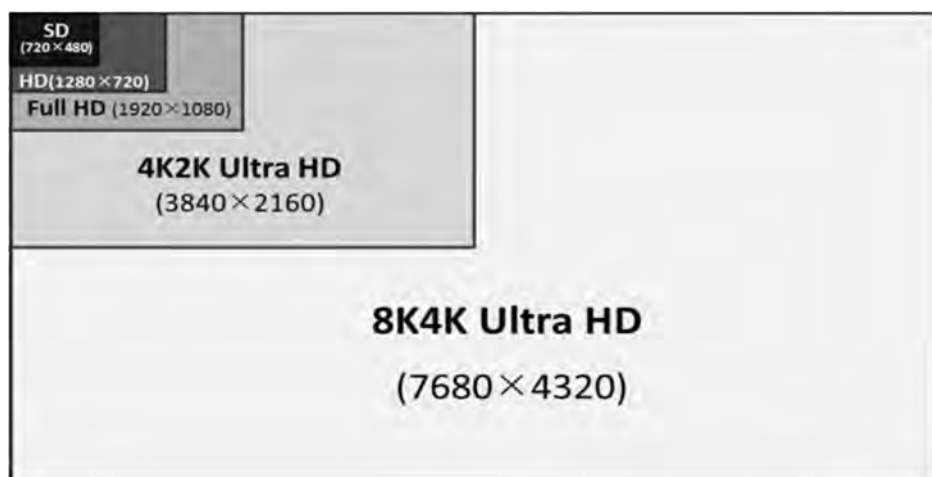 SD
(720×480)
HD(1280×720)
Full HD (1920×1080)
4K2K Ultra HD
(3840×2160)
8K4K Ultra HD
(7680×4320)